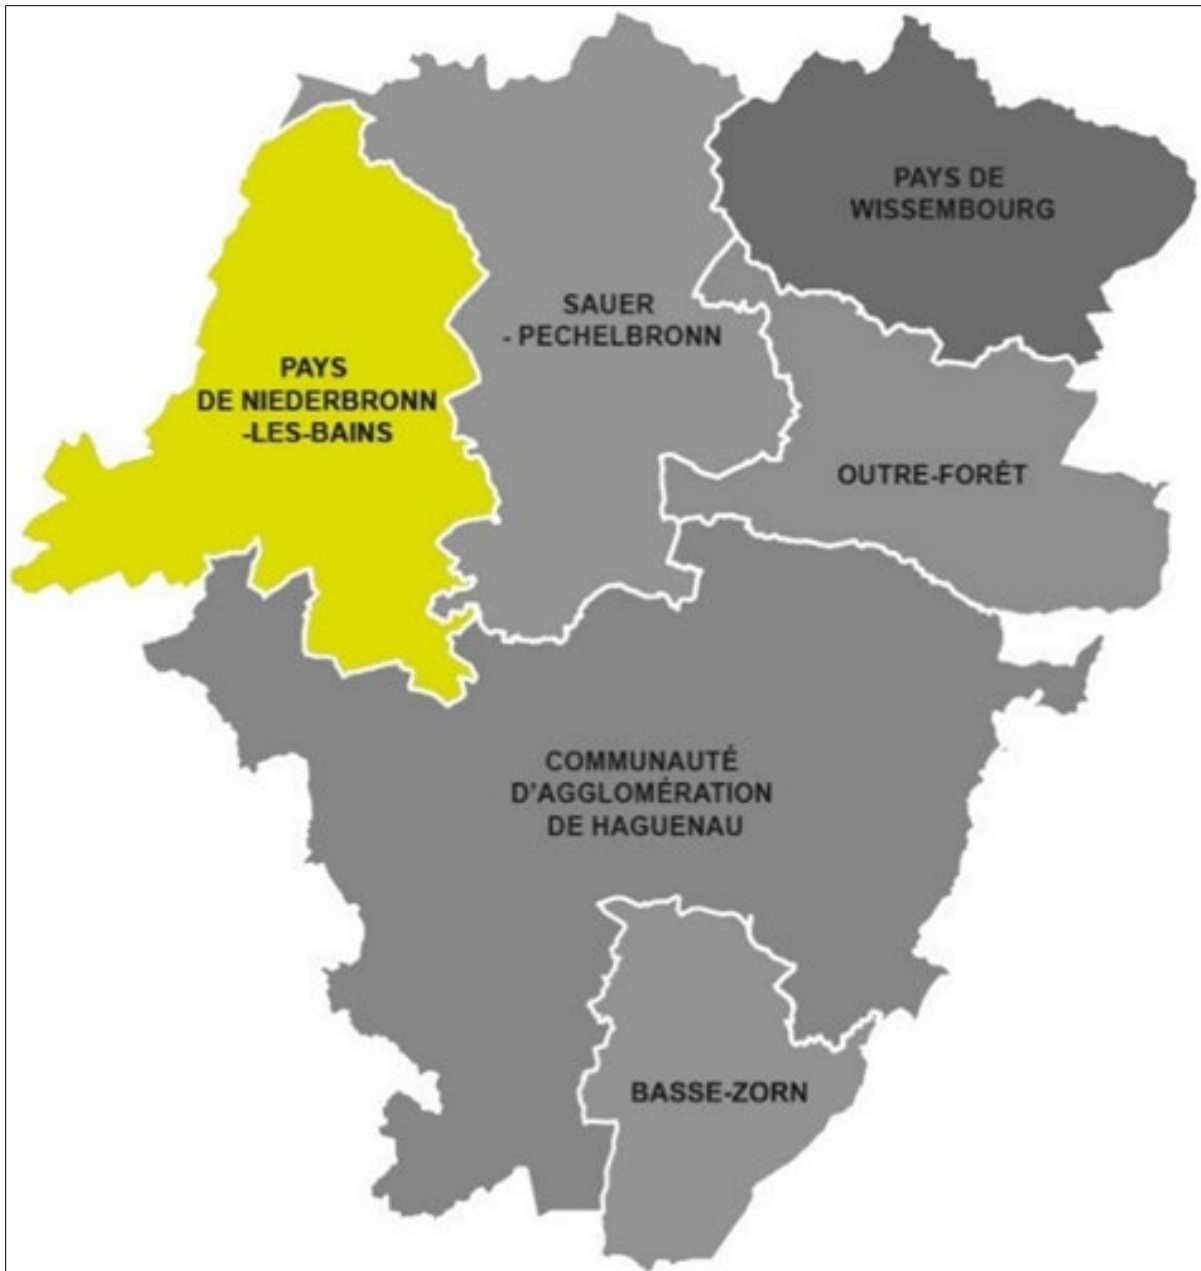 PAYS DE
WISSEMBOURG
SAUER
- PECHELBRONN
PAYS
DE NIEDERBRONN
-LES-BAINS
OUTRE-FORÊT
COMMUNAUTÉ
D'AGGLOMÉRATION
DE HAGUENAU
BASSE-ZORN